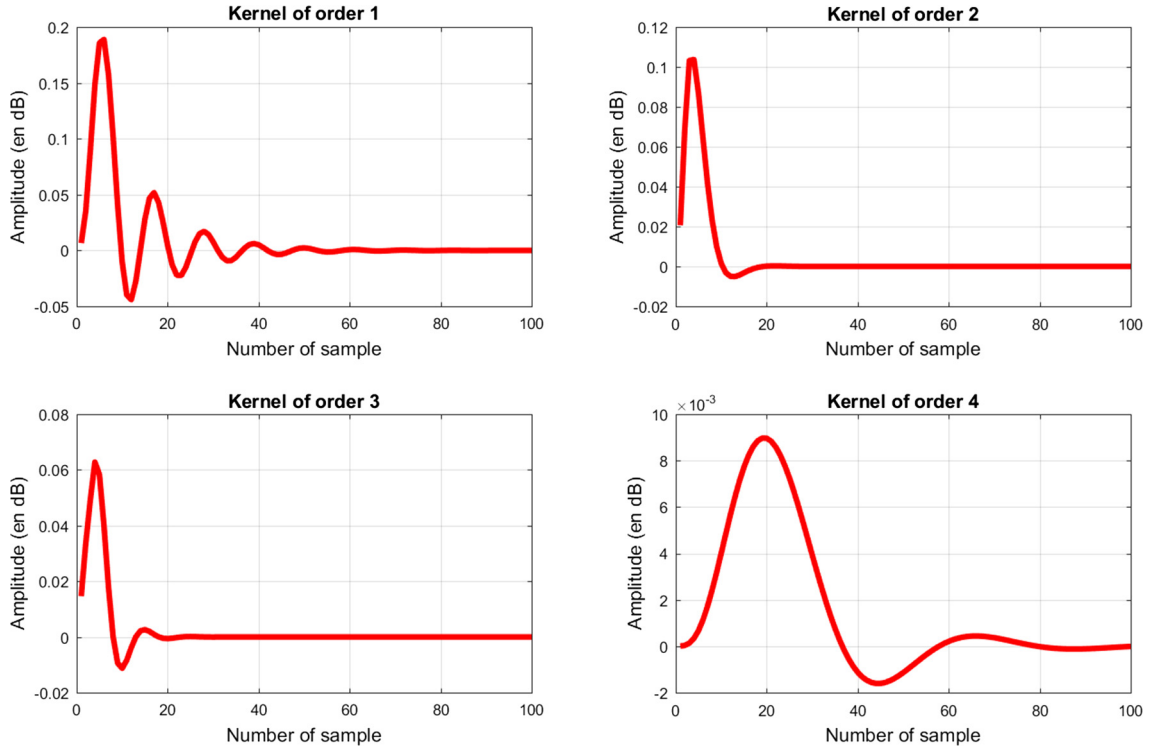 Kernel of order 1
Amplitude (en dB)
0.2
0.15
0.1
0.05
0
-0.05
0 20 40 60 80 100
Number of sample
Kernel of order 2
Amplitude (en dB)
0.12
0.1
0.08
0.06
0.04
0.02
0
-0.02
0 20 40 60 80 100
Number of sample
Kernel of order 3
Amplitude (en dB)
0.08
0.06
0.04
0.02
0
-0.02
0 20 40 60 80 100
Number of sample
Kernel of order 4
× 10⁻³
Amplitude (en dB)
10
8
6
4
2
0
-2
0 20 40 60 80 100
Number of sample